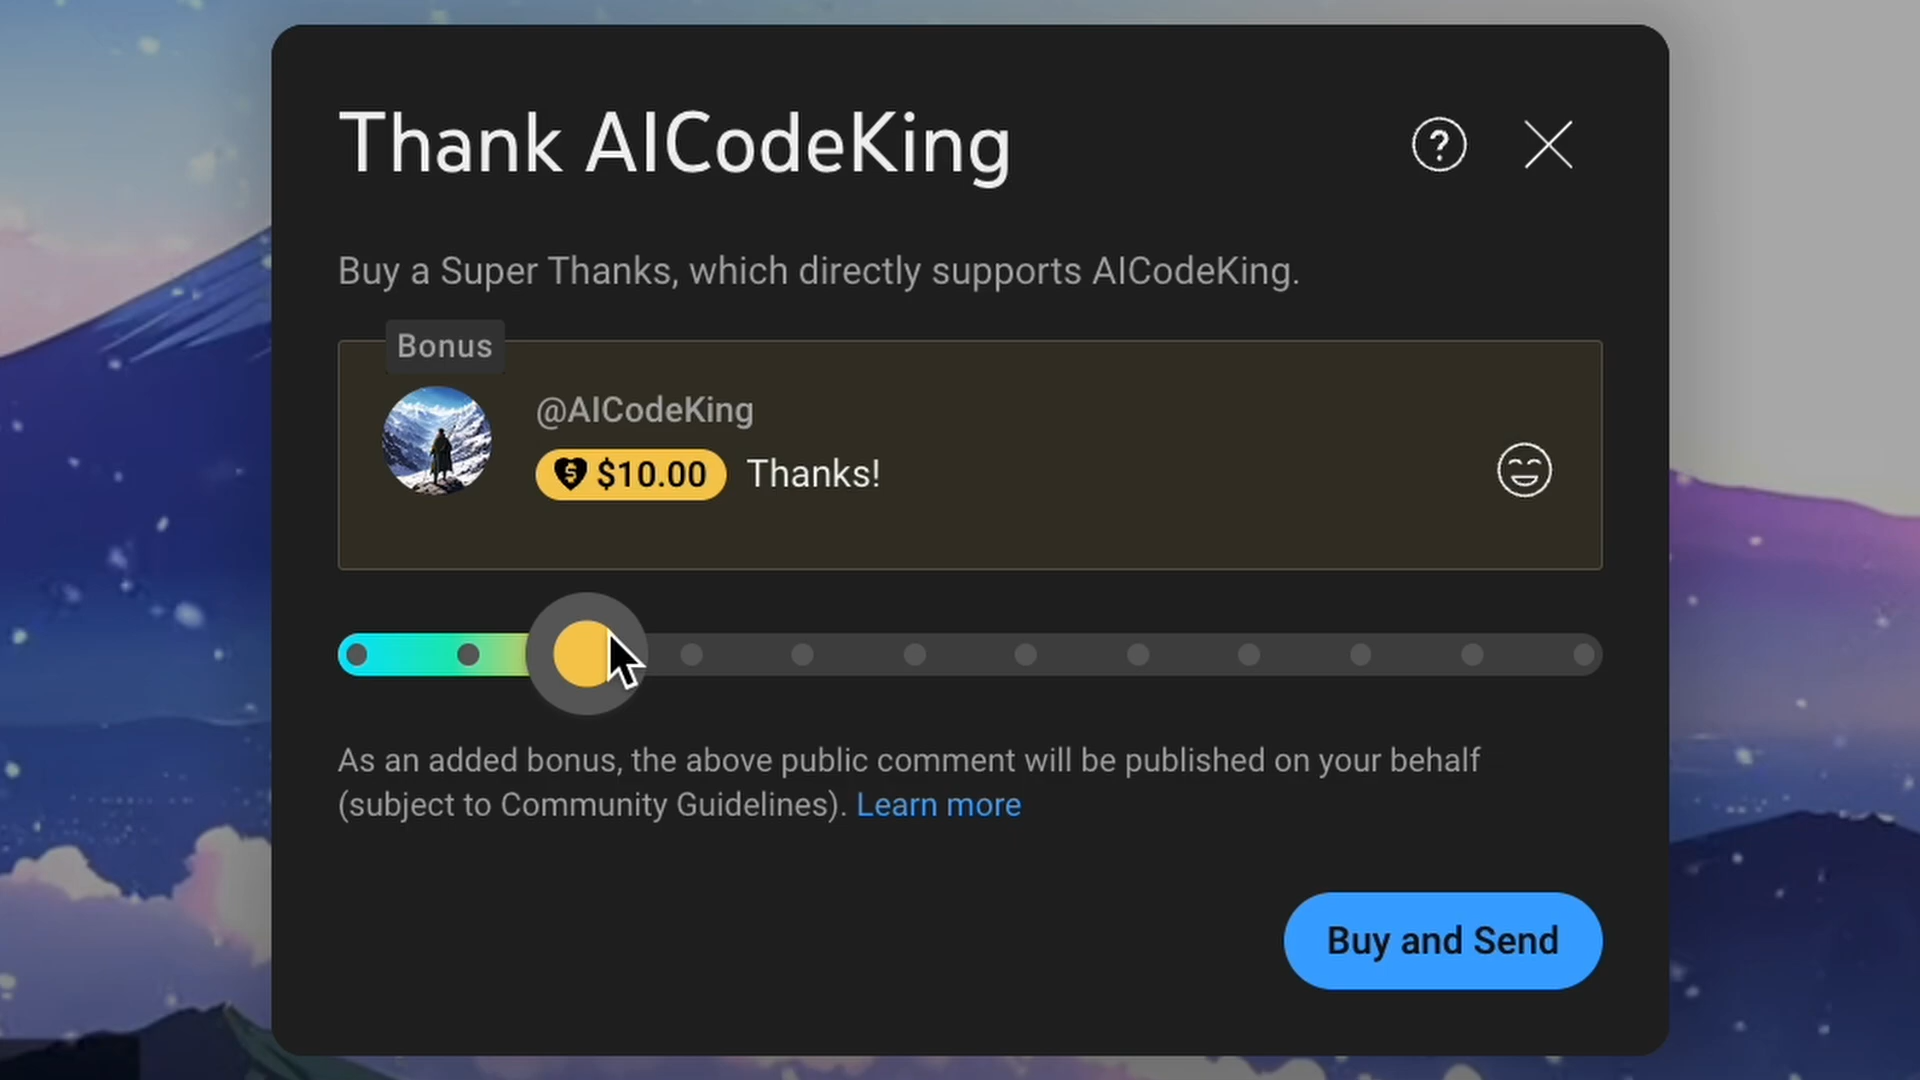 Thank AICodeKing
Buy a Super Thanks, which directly supports AICodeKing.
Bonus
@AICodeKing
$10.00 Thanks!
As an added bonus, the above public comment will be published on your behalf
(subject to Community Guidelines). Learn more
Buy and Send